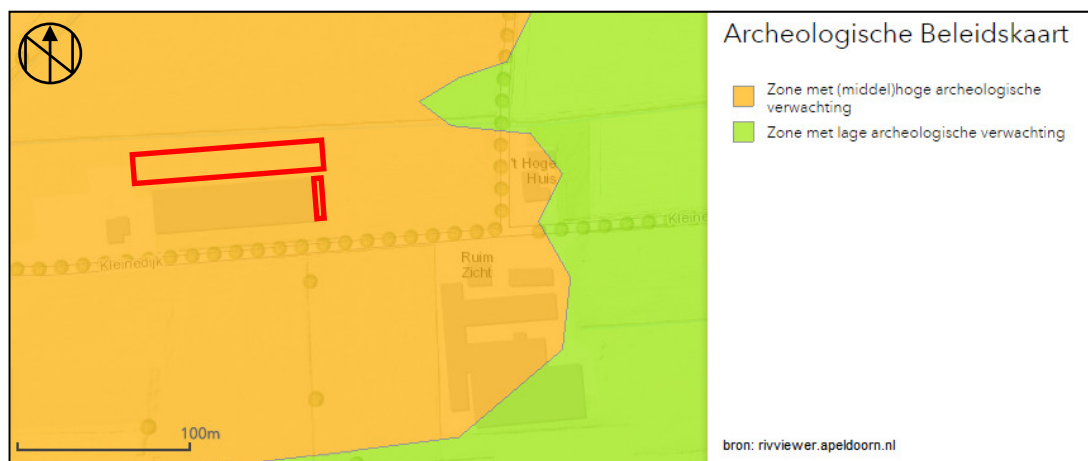 Archeologische Beleidskaart
Zone met (middel)hoge archeologische
verwachting
Zone met lage archeologische verwachting
't Hoge
Huis
Kleine
Ruim
Zicht
Kleinedijk
100m
bron: rivviewer.apeldoorn.nl